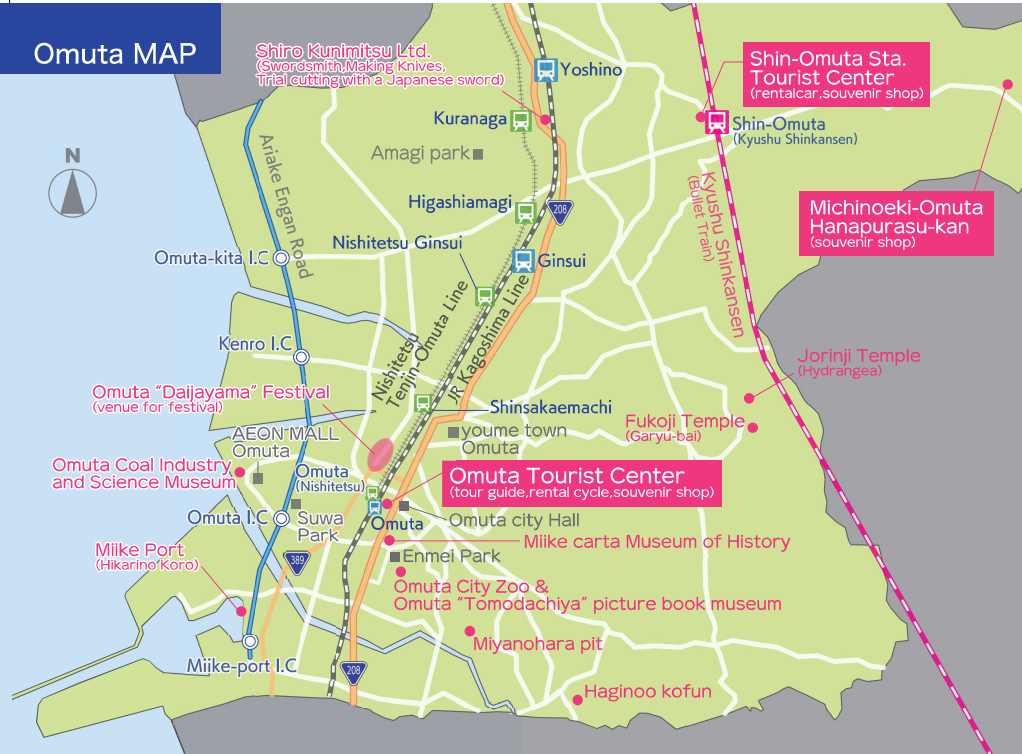 Omuta MAP
Shiro Kunimitsu Ltd.
(Swordsmith,Making Knives,
Trial cutting with a Japanese sword)
Yoshino
Shin-Omuta Sta.
Tourist Center
(rentalcar,souvenir shop)
Kuranaga
Shin-Omuta
(Kyushu Shinkansen)
Amagi park
N
Ariake Engan Road
Kyushu Shinkansen
(Bullet Train)
Higashiamagi
208
Michinoeki-Omuta
Hanapurasu-kan
(souvenir shop)
Nishitetsu Ginsui
Omuta-kita I.C
Ginsui
Nishitetsu
Tenjin-Omuta Line
JR Kagoshima Line
Kenro I.C
Jorinji Temple
(Hydrangea)
Omuta "Daijayama" Festival
(venue for festival)
Shinsakaemachi
Fukoji Temple
(Garyu-bai)
AEON MALL
Omuta
youme town
Omuta
Omuta Coal Industry
and Science Museum
Omuta
(Nishitetsu)
Omuta Tourist Center
(tour guide,rental cycle,souvenir shop)
Omuta I.C
Suwa
Park
Omuta
Omuta city Hall
Miike carta Museum of History
Miike Port
(Hikarino Koro)
389
Enmei Park
Omuta City Zoo &
Omuta "Tomodachiya" picture book museum
Miyanohara pit
Miike-port I.C
208
Haginoo kofun